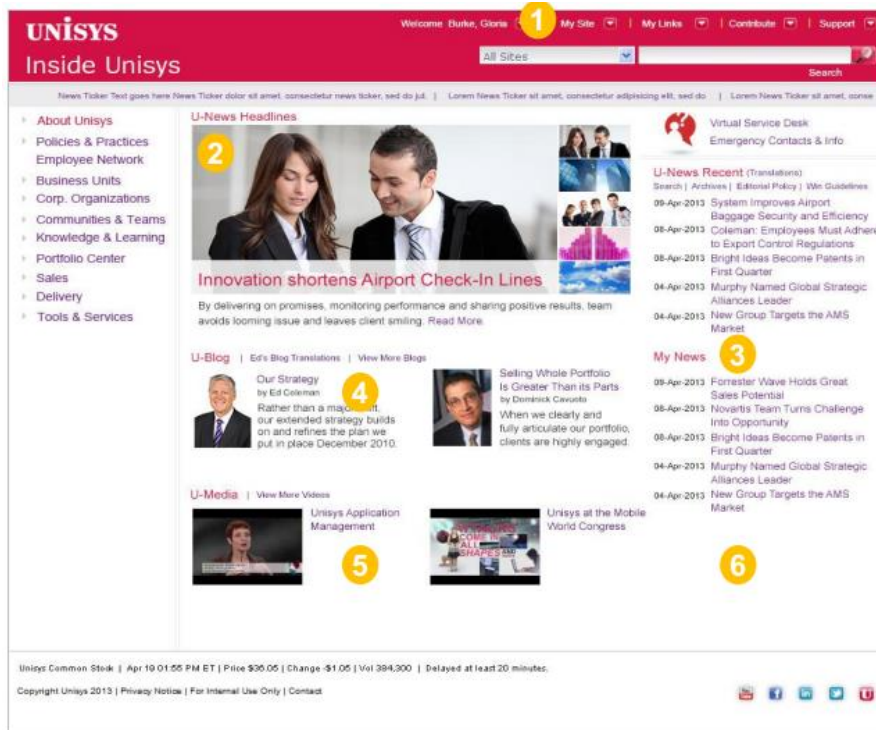 UNISYS
Inside Unisys
Welcome Burke, Gloria
1
My Site | My Links | Contribute | Support
All Sites
Search
News Ticker Text goes here News Ticker dolor sit amet, consectetur news ticker, sed do jut. | Lorem News Ticker sit amet, consectetur adipisicing elit, sed do | Lorem News Ticker sit amet, conse
About Unisys
Policies & Practices
Employee Network
Business Units
Corp. Organizations
Communities & Teams
Knowledge & Learning
Portfolio Center
Sales
Delivery
Tools & Services
U-News Headlines
2
Innovation shortens Airport Check-In Lines
By delivering on promises, monitoring performance and sharing positive results, team
avoids looming issue and leaves client smiling. Read More.
U-Blog | Ed's Blog Translations | View More Blogs
Our Strategy
by Ed Coleman
4
Rather than a major
our extended strategy builds
on and refines the plan we
put in place December 2010.
Selling Whole Portfolio
Is Greater Than its Parts
by Dominick Cavuoto
When we clearly and
fully articulate our portfolio,
clients are highly engaged.
U-Media | View More Videos
Unisys Application
Management
5
COME IN
ALL
SHAPES AND
Unisys at the Mobile
World Congress
Virtual Service Desk
Emergency Contacts & Info
U-News Recent (Translations)
Search | Archives | Editorial Policy | Win Guidelines
09-Apr-2013 System Improves Airport
Baggage Security and Efficiency
08-Apr-2013 Coleman: Employees Must Adhere
to Export Control Regulations
08-Apr-2013 Bright Ideas Become Patents in
First Quarter
04-Apr-2013 Murphy Named Global Strategic
Alliances Leader
04-Apr-2013 New Group Targets the AMS
Market
My News
3
09-Apr-2013 Forrester Wave Holds Great
Sales Potential
08-Apr-2013 Novartis Team Turns Challenge
Into Opportunity
08-Apr-2013 Bright Ideas Become Patents in
First Quarter
04-Apr-2013 Murphy Named Global Strategic
Alliances Leader
04-Apr-2013 New Group Targets the AMS
Market
6
Unisys Common Stock | Apr 19 01:55 PM ET | Price $36.05 | Change -$1.05 | Vol 384,300 | Delayed at least 20 minutes.
Copyright Unisys 2013 | Privacy Notice | For Internal Use Only | Contact